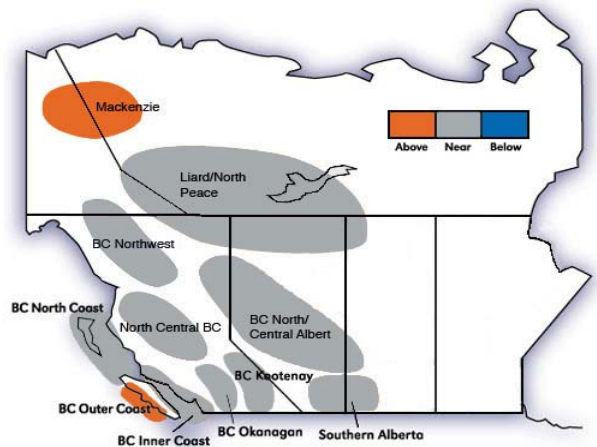 Mackenzie
Above Near Below
Liard/North
Peace
BC Northwest
BC North Coast
North Central BC
BC North/
Central Albert
BC Kootenay
BC Outer Coast
BC Inner Coast
BC Okanagan
Southern Alberta